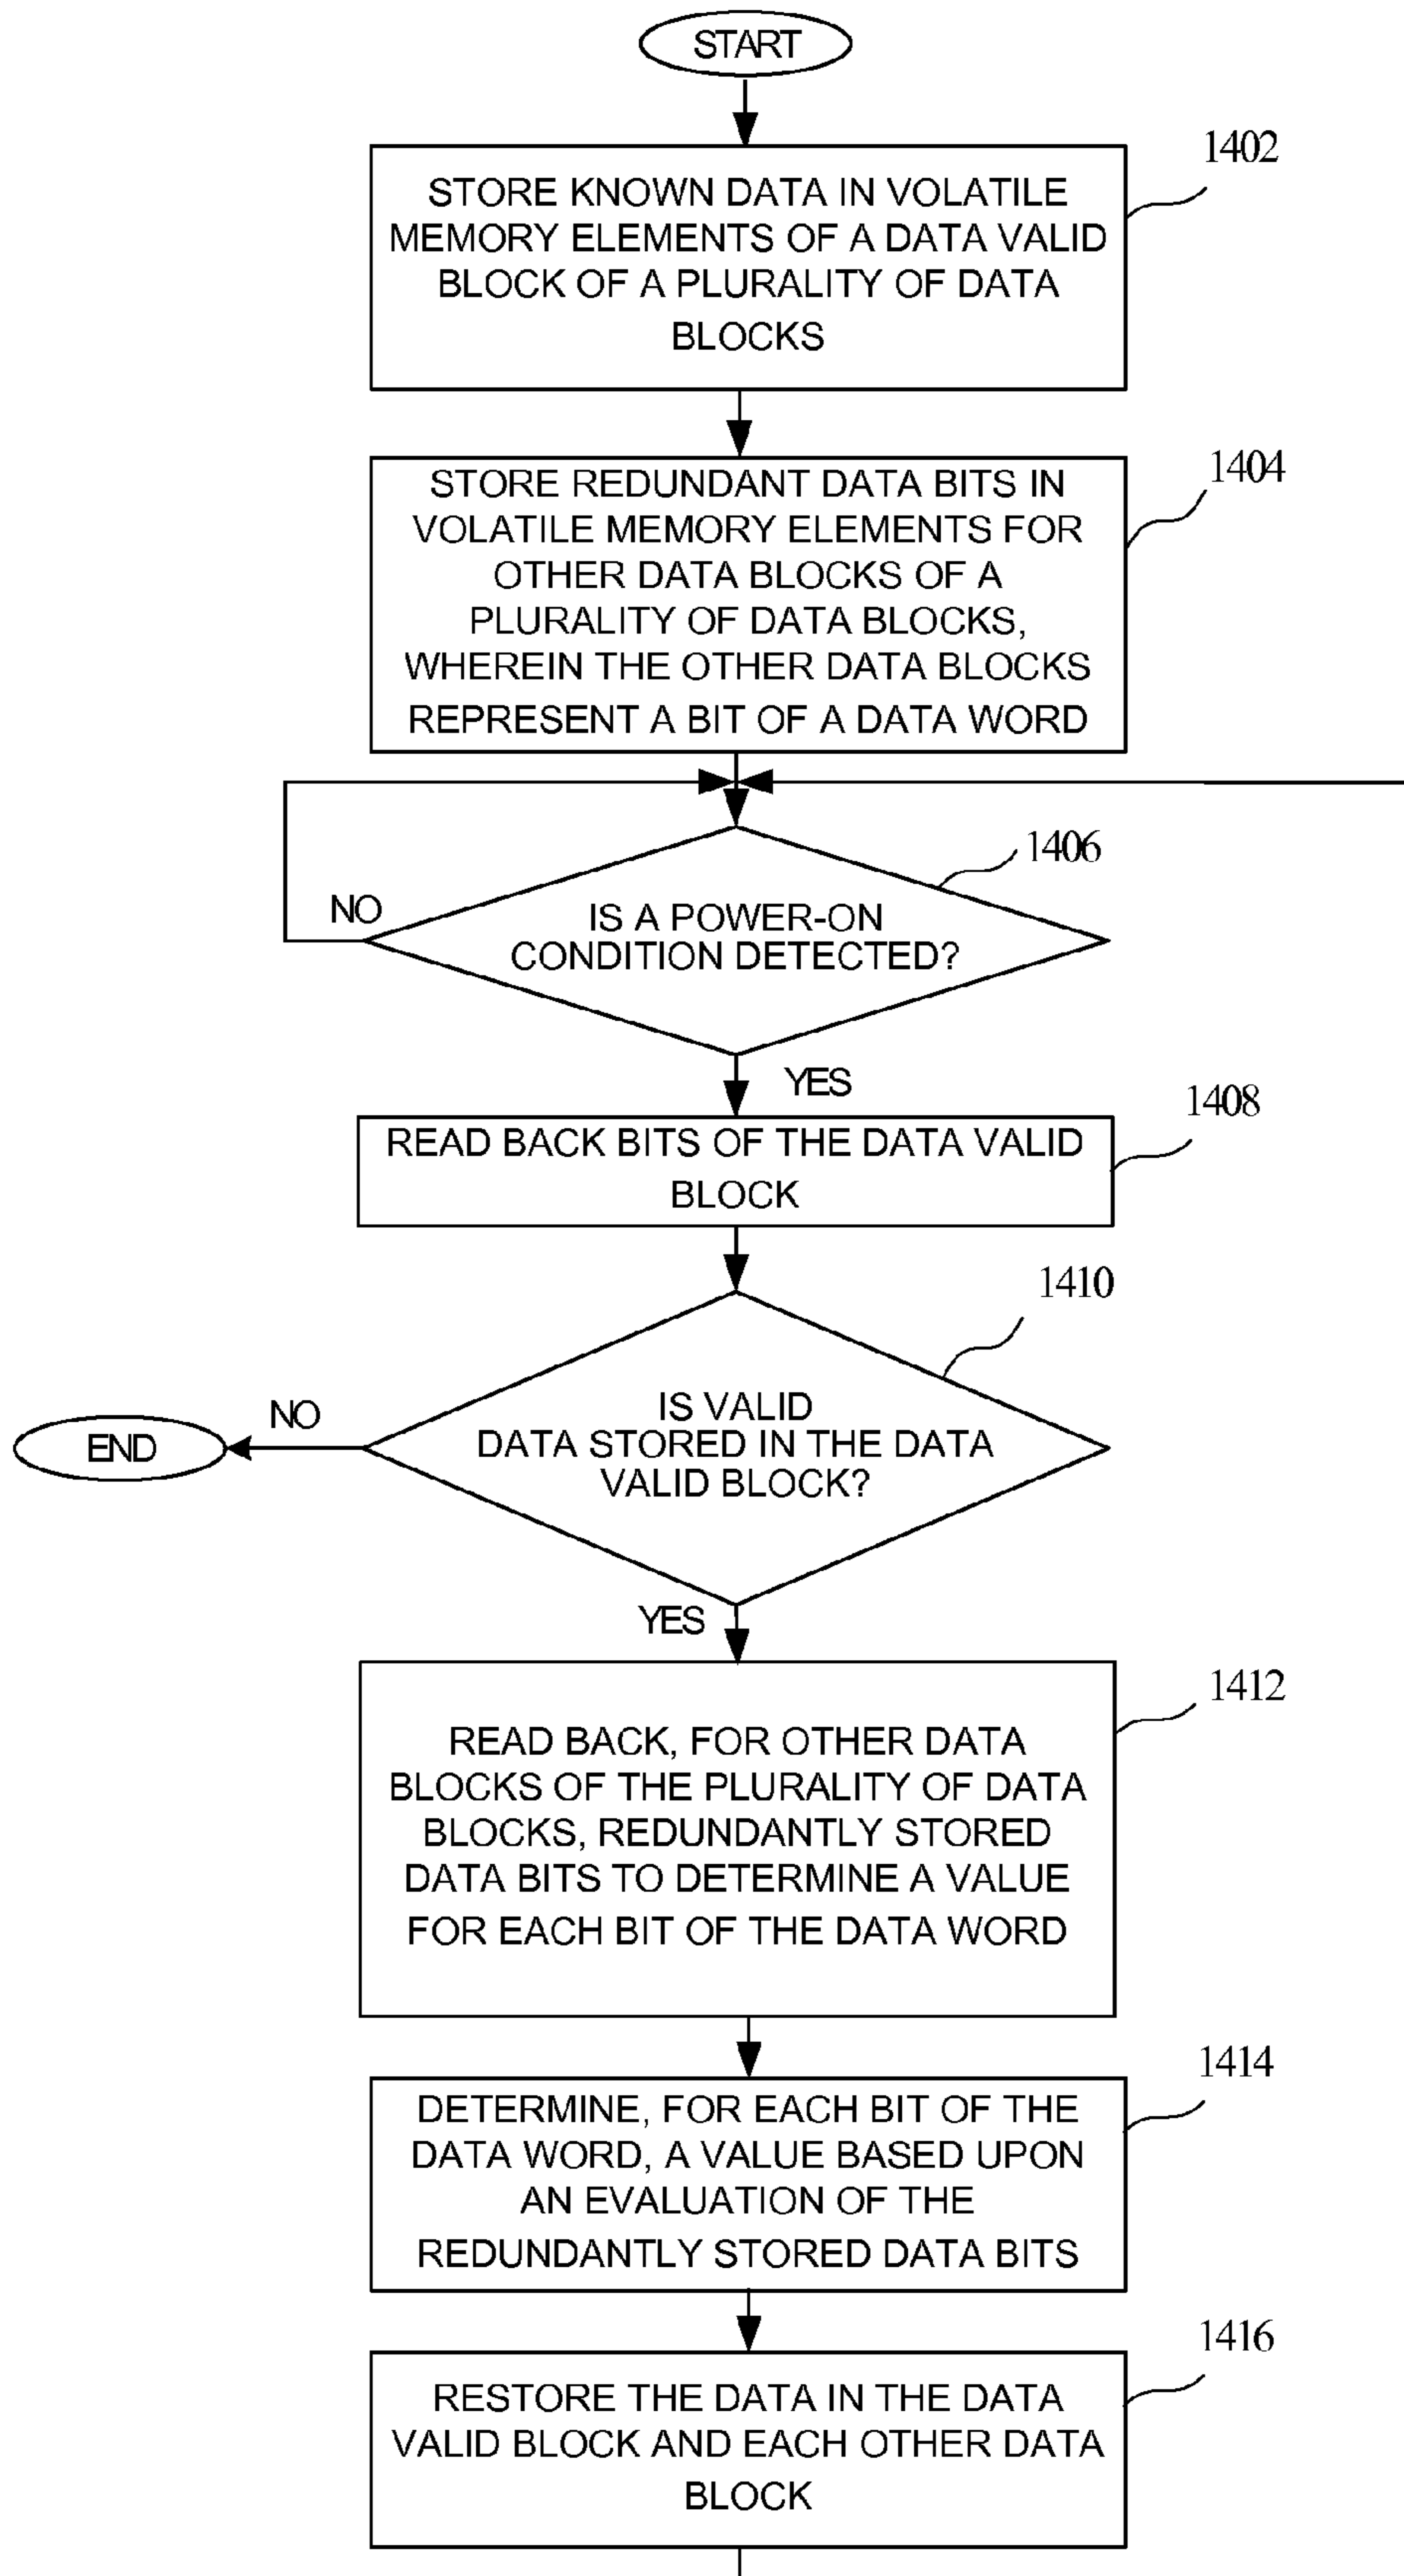 START
1402
STORE KNOWN DATA IN VOLATILE
MEMORY ELEMENTS OF A DATA VALID
BLOCK OF A PLURALITY OF DATA
BLOCKS
1404
STORE REDUNDANT DATA BITS IN
VOLATILE MEMORY ELEMENTS FOR
OTHER DATA BLOCKS OF A
PLURALITY OF DATA BLOCKS,
WHEREIN THE OTHER DATA BLOCKS
REPRESENT A BIT OF A DATA WORD
1406
NO
IS A POWER-ON
CONDITION DETECTED?
YES
1408
READ BACK BITS OF THE DATA VALID
BLOCK
1410
NO
END
IS VALID
DATA STORED IN THE DATA
VALID BLOCK?
YES
1412
READ BACK, FOR OTHER DATA
BLOCKS OF THE PLURALITY OF DATA
BLOCKS, REDUNDANTLY STORED
DATA BITS TO DETERMINE A VALUE
FOR EACH BIT OF THE DATA WORD
1414
DETERMINE, FOR EACH BIT OF THE
DATA WORD, A VALUE BASED UPON
AN EVALUATION OF THE
REDUNDANTLY STORED DATA BITS
1416
RESTORE THE DATA IN THE DATA
VALID BLOCK AND EACH OTHER DATA
BLOCK